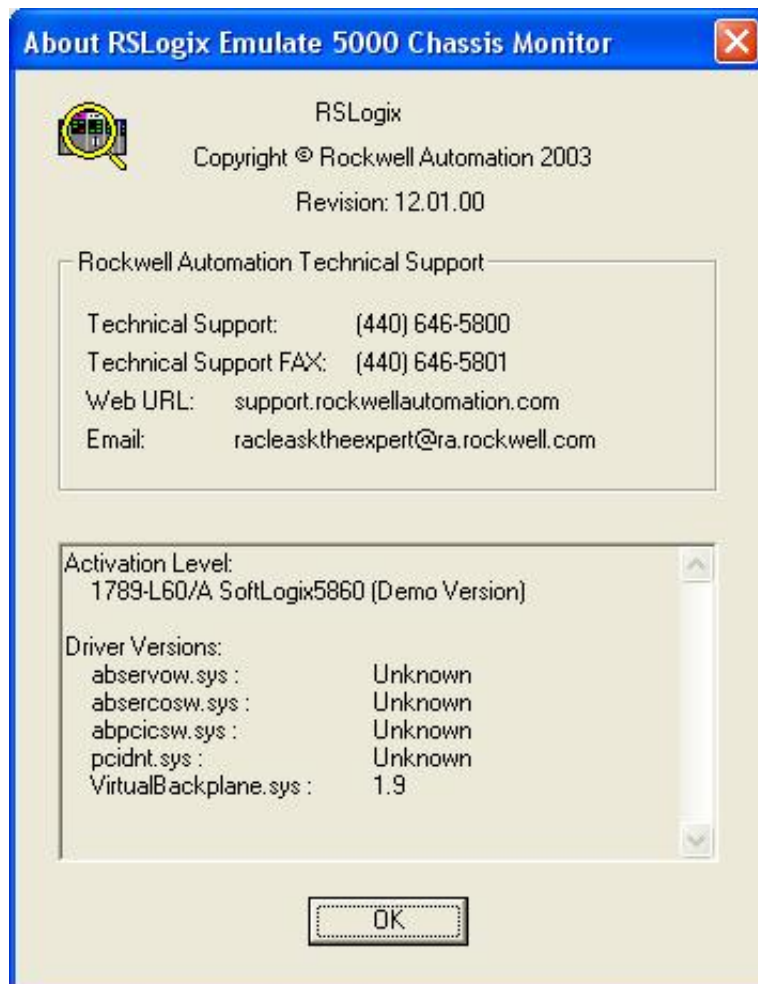 About RSLogix Emulate 5000 Chassis Monitor
RSLogix
Copyright © Rockwell Automation 2003
Revision: 12.01.00
Rockwell Automation Technical Support
Technical Support: (440) 646-5800
Technical Support FAX: (440) 646-5801
Web URL: support.rockwellautomation.com
Email: racleasktheexpert@ra.rockwell.com
Activation Level:
1789-L60/A SoftLogix5860 (Demo Version)
Driver Versions:
abservow.sys : Unknown
absercosw.sys : Unknown
abpcicsw.sys : Unknown
pcidnt.sys : Unknown
VirtualBackplane.sys : 1.9
OK